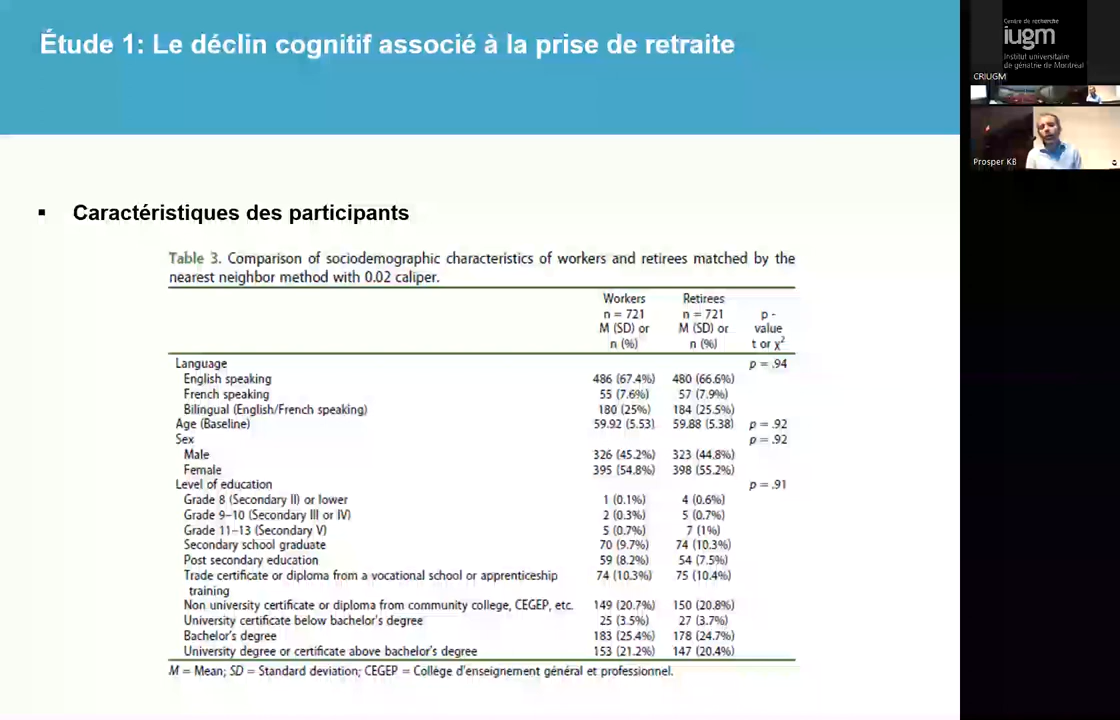 Étude 1: Le déclin cognitif associé à la prise de retraite
▪ Caractéristiques des participants
Table 3. Comparison of sociodemographic characteristics of workers and retirees matched by the
nearest neighbor method with 0.02 caliper.
Workers Retirees
n = 721 n = 721 p -
M (SD) or M (SD) or value
n (%) n (%) t or χ²
Language p = .94
English speaking 486 (67.4%) 480 (66.6%)
French speaking 55 (7.6%) 57 (7.9%)
Bilingual (English/French speaking) 180 (25%) 184 (25.5%)
Age (Baseline) 59.92 (5.53) 59.88 (5.38) p = .92
Sex p = .92
Male 326 (45.2%) 323 (44.8%)
Female 395 (54.8%) 398 (55.2%)
Level of education p = .91
Grade 8 (Secondary II) or lower 1 (0.1%) 4 (0.6%)
Grade 9–10 (Secondary III or IV) 2 (0.3%) 5 (0.7%)
Grade 11–13 (Secondary V) 5 (0.7%) 7 (1%)
Secondary school graduate 70 (9.7%) 74 (10.3%)
Post secondary education 59 (8.2%) 54 (7.5%)
Trade certificate or diploma from a vocational school or apprenticeship 74 (10.3%) 75 (10.4%)
training
Non university certificate or diploma from community college, CEGEP, etc. 149 (20.7%) 150 (20.8%)
University certificate below bachelor's degree 25 (3.5%) 27 (3.7%)
Bachelor's degree 183 (25.4%) 178 (24.7%)
University degree or certificate above bachelor's degree 153 (21.2%) 147 (20.4%)
M = Mean; SD = Standard deviation; CEGEP = Collège d'enseignement général et professionnel.
Centre de recherche
iugm
Institut universitaire
de gériatrie de Montréal
CRIUGM
Prosper KB